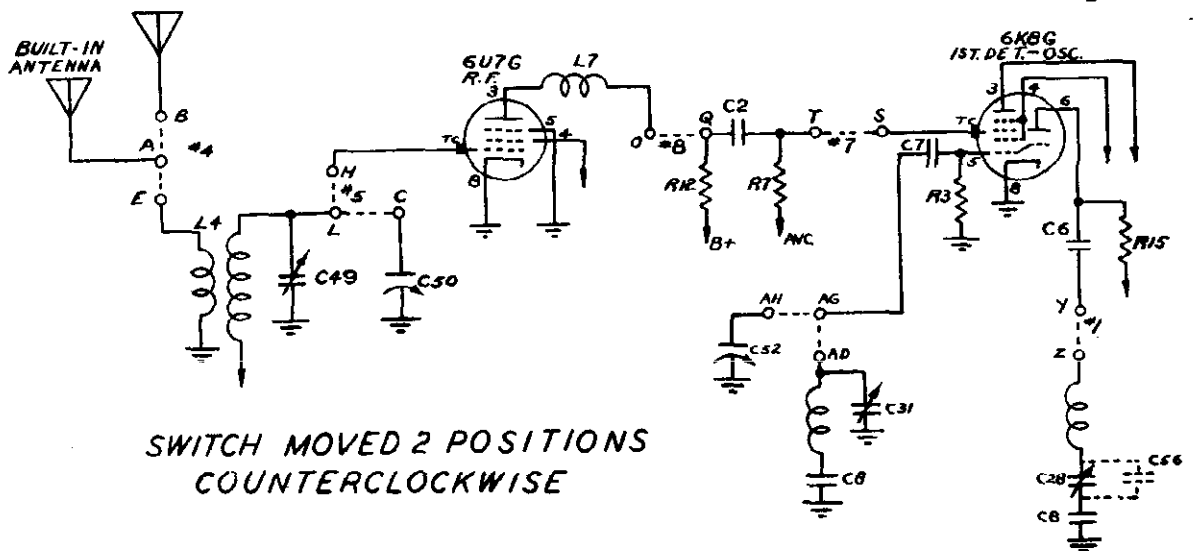 BUILT-IN
ANTENNA
B
A
#4
E
L4
H
#5
L
C
C49
C50
6U7G
R.F.
3
TC
5
4
8
L7
O
#8
Q
C2
R12
B+
R7
AVC.
T
#7
S
6K8G
1ST. DET.-OSC.
3
4
6
TC
5
8
C7
R3
C6
R15
Y
#1
Z
AH
AG
C52
AD
C31
C8
C28
C56
C8
SWITCH MOVED 2 POSITIONS
COUNTERCLOCKWISE